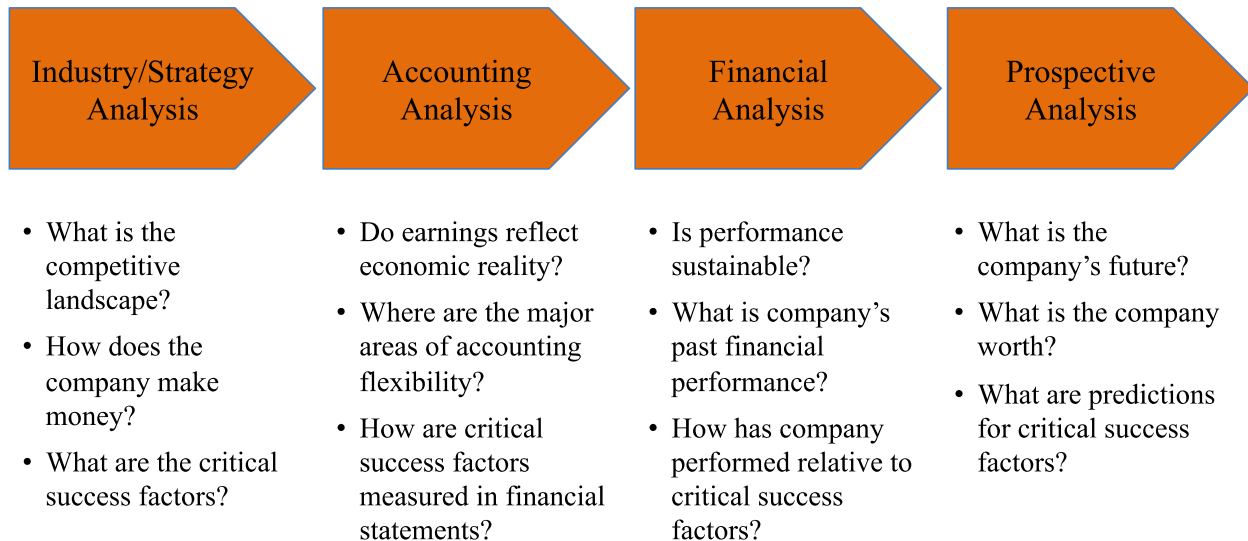 Industry/Strategy
Analysis
Accounting
Analysis
Financial
Analysis
Prospective
Analysis
• What is the
competitive
landscape?
• How does the
company make
money?
• What are the critical
success factors?
• Do earnings reflect
economic reality?
• Where are the major
areas of accounting
flexibility?
• How are critical
success factors
measured in financial
statements?
• Is performance
sustainable?
• What is company’s
past financial
performance?
• How has company
performed relative to
critical success
factors?
• What is the
company’s future?
• What is the company
worth?
• What are predictions
for critical success
factors?